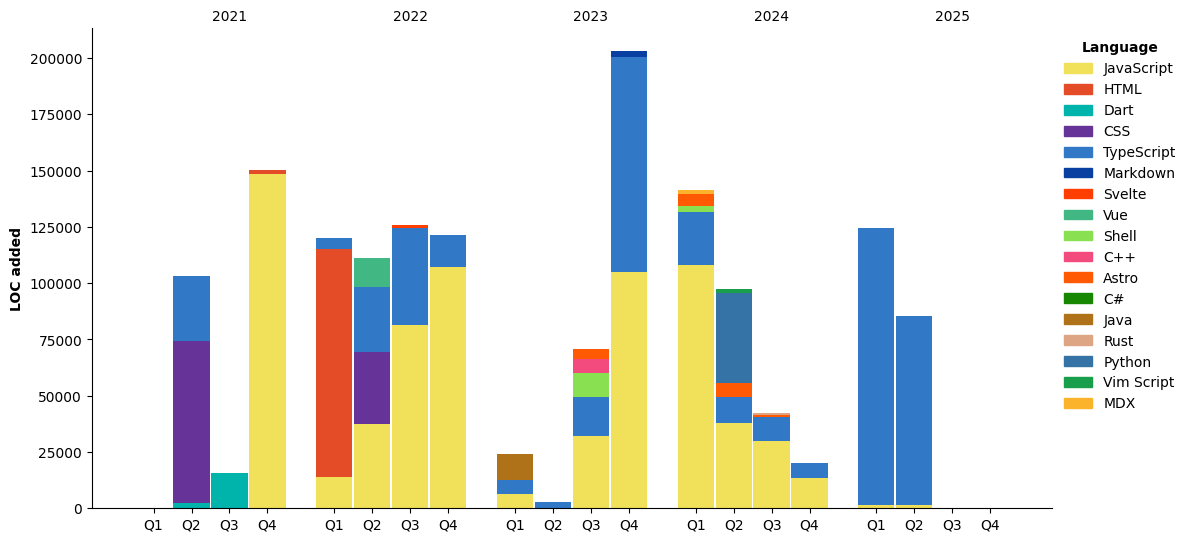 2021 2022 2023 2024 2025
LOC added
200000
175000
150000
125000
100000
75000
50000
25000
0
Q1 Q2 Q3 Q4 Q1 Q2 Q3 Q4 Q1 Q2 Q3 Q4 Q1 Q2 Q3 Q4 Q1 Q2 Q3 Q4
Language
JavaScript
HTML
Dart
CSS
TypeScript
Markdown
Svelte
Vue
Shell
C++
Astro
C#
Java
Rust
Python
Vim Script
MDX